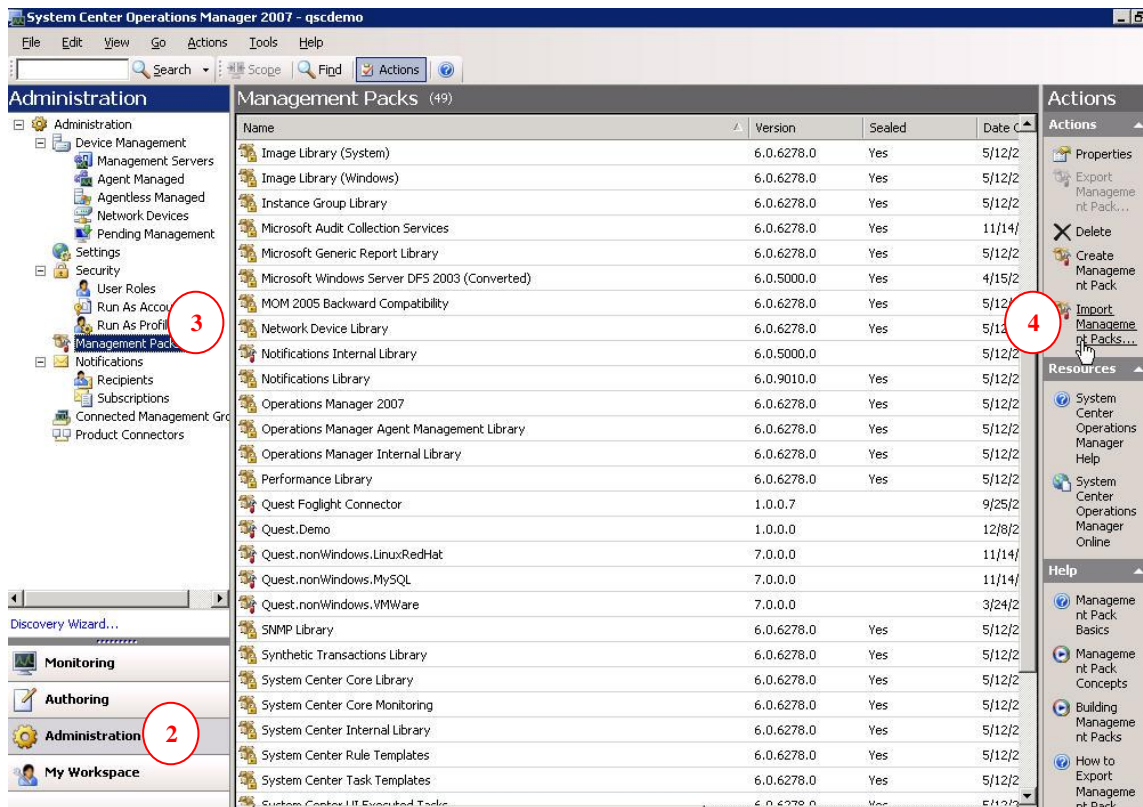 System Center Operations Manager 2007 - qscdemo
File Edit View Go Actions Tools Help
Search Scope Find Actions
Administration
Administration
Device Management
Management Servers
Agent Managed
Agentless Managed
Network Devices
Pending Management
Settings
Security
User Roles
Run As Accou
Run As Profil
3
Management Pack
Notifications
Recipients
Subscriptions
Connected Management Gro
Product Connectors
Discovery Wizard...
Monitoring
Authoring
Administration
2
My Workspace
Management Packs (49)
Name Version Sealed Date C
Image Library (System) 6.0.6278.0 Yes 5/12/2
Image Library (Windows) 6.0.6278.0 Yes 5/12/2
Instance Group Library 6.0.6278.0 Yes 5/12/2
Microsoft Audit Collection Services 6.0.6278.0 Yes 11/14/
Microsoft Generic Report Library 6.0.6278.0 Yes 5/12/2
Microsoft Windows Server DFS 2003 (Converted) 6.0.5000.0 Yes 4/15/2
MOM 2005 Backward Compatibility 6.0.6278.0 Yes 5/12/
Network Device Library 6.0.6278.0 Yes 5/12
Notifications Internal Library 6.0.5000.0 5/12/2
Notifications Library 6.0.9010.0 Yes 5/12/2
Operations Manager 2007 6.0.6278.0 Yes 5/12/2
Operations Manager Agent Management Library 6.0.6278.0 Yes 5/12/2
Operations Manager Internal Library 6.0.6278.0 Yes 5/12/2
Performance Library 6.0.6278.0 Yes 5/12/2
Quest Foglight Connector 1.0.0.7 9/25/2
Quest.Demo 1.0.0.0 12/8/2
Quest.nonWindows.LinuxRedHat 7.0.0.0 11/14/
Quest.nonWindows.MySQL 7.0.0.0 11/14/
Quest.nonWindows.VMWare 7.0.0.0 3/24/2
SNMP Library 6.0.6278.0 Yes 5/12/2
Synthetic Transactions Library 6.0.6278.0 Yes 5/12/2
System Center Core Library 6.0.6278.0 Yes 5/12/2
System Center Core Monitoring 6.0.6278.0 Yes 5/12/2
System Center Internal Library 6.0.6278.0 Yes 5/12/2
System Center Rule Templates 6.0.6278.0 Yes 5/12/2
System Center Task Templates 6.0.6278.0 Yes 5/12/2
System Center UI Executed Tasks 6.0.6278.0 Yes 5/12/2
Actions
Actions
Properties
Export
Manageme
nt Pack...
Delete
Create
Manageme
nt Pack
4
Import
Manageme
nt Packs...
Resources
System
Center
Operations
Manager
Help
System
Center
Operations
Manager
Online
Help
Manageme
nt Pack
Basics
Manageme
nt Pack
Concepts
Building
Manageme
nt Packs
How to
Export
Manageme
nt Pack